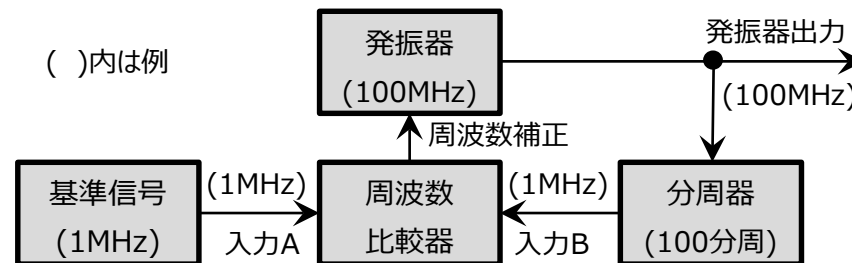 ( )内は例
発振器
(100MHz)
発振器出力
(100MHz)
周波数補正
基準信号
(1MHz)
(1MHz)
入力A
周波数
比較器
(1MHz)
入力B
分周器
(100分周)